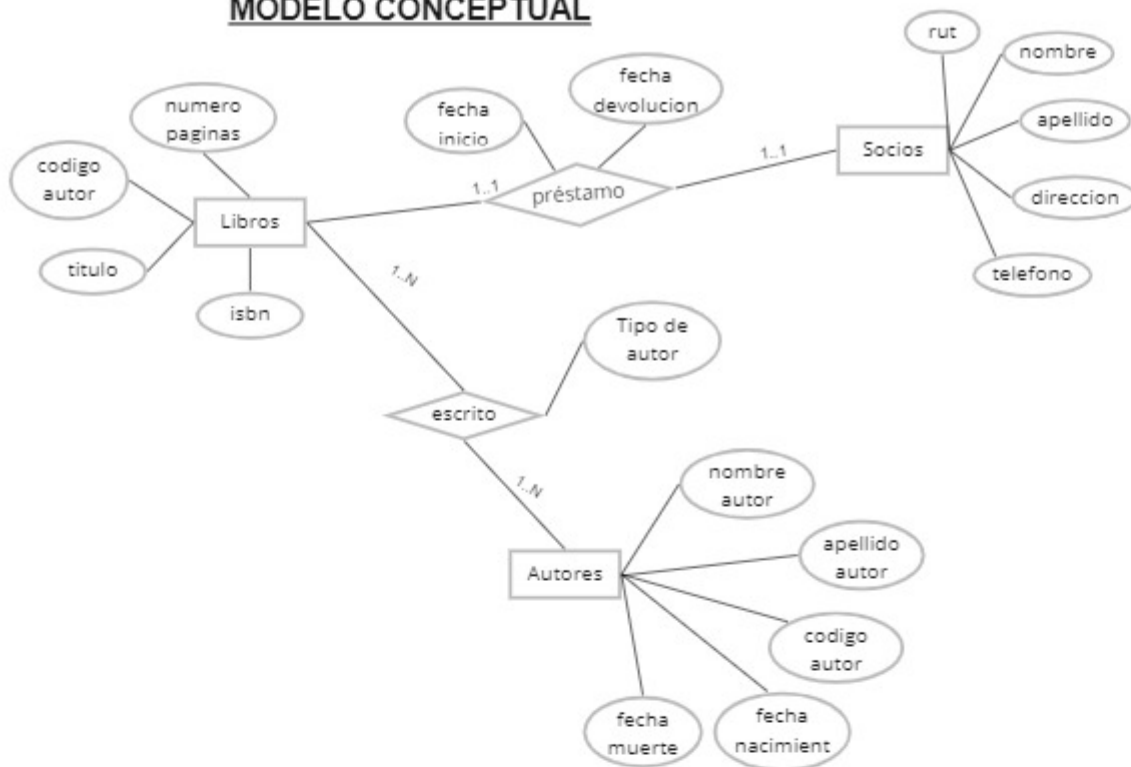 MODELO CONCEPTUAL
rut
nombre
apellido
direccion
telefono
Socios
1..1
fecha
devolucion
fecha
inicio
préstamo
1..1
numero
paginas
codigo
autor
titulo
isbn
Libros
1..N
Tipo de
autor
escrito
1..N
Autores
nombre
autor
apellido
autor
codigo
autor
fecha
nacimient
fecha
muerte